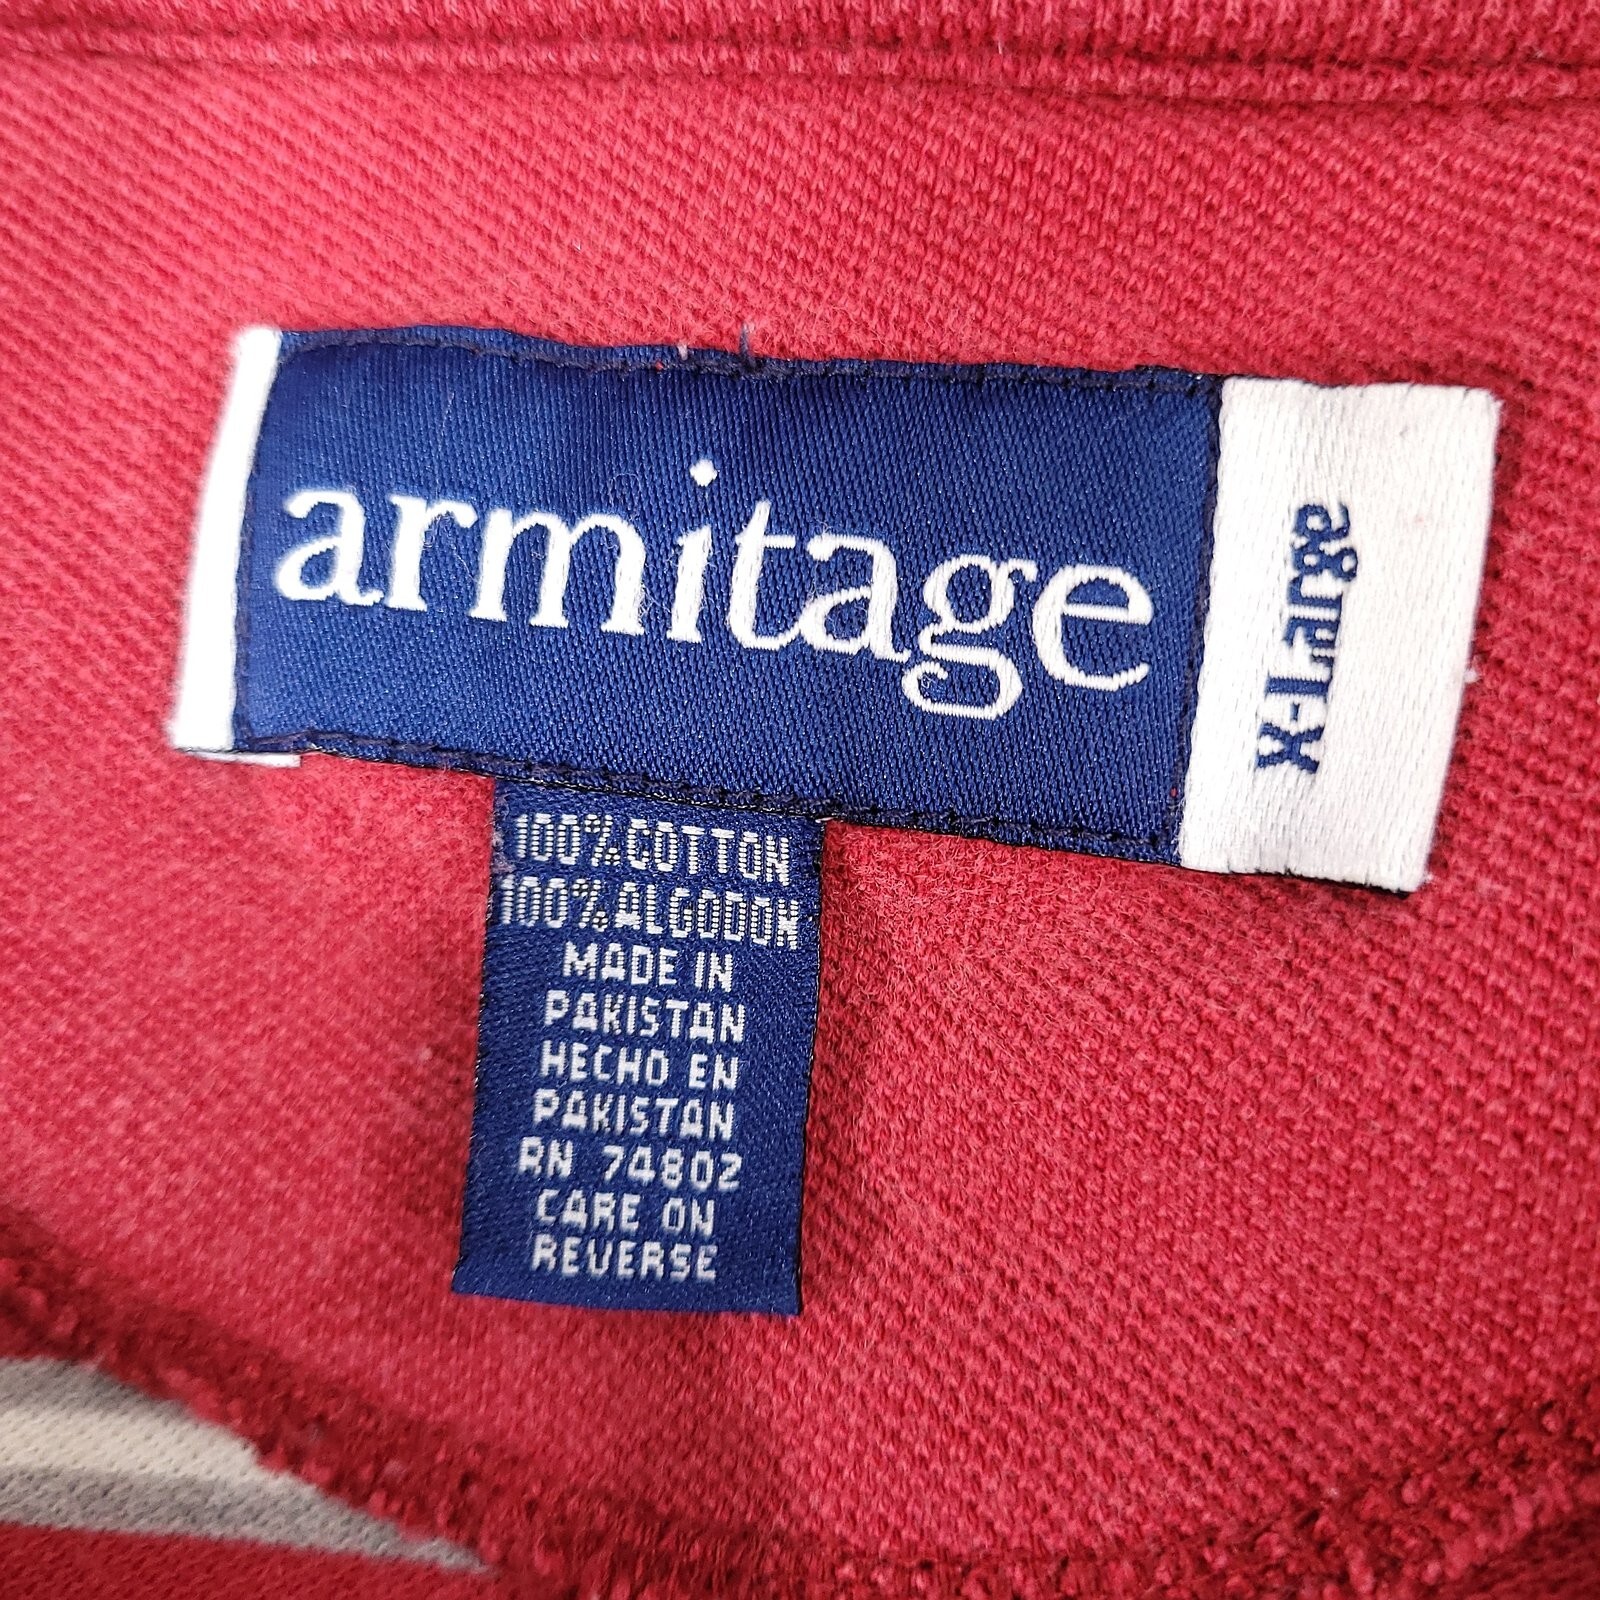 armitage
X-Large
100% COTTON
100% ALGODON
MADE IN
PAKISTAN
HECHO EN
PAKISTAN
RN 74802
CARE ON
REVERSE